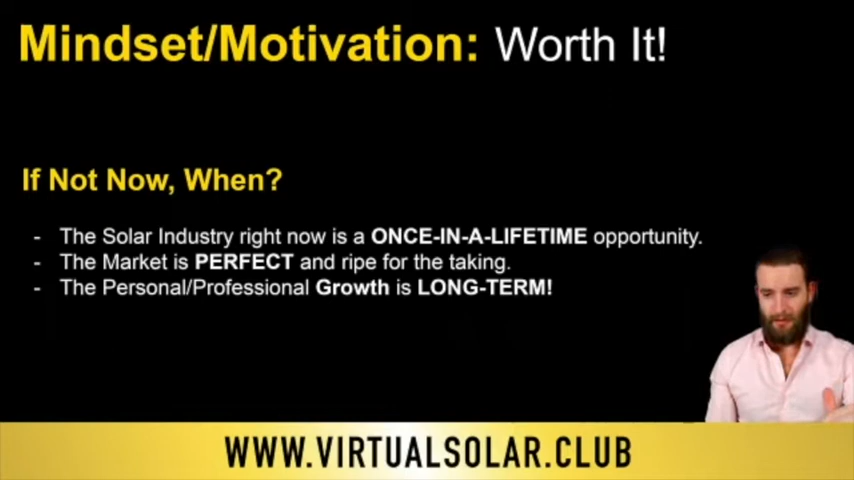 Mindset/Motivation: Worth It!
If Not Now, When?
- The Solar Industry right now is a ONCE-IN-A-LIFETIME opportunity.
- The Market is PERFECT and ripe for the taking.
- The Personal/Professional Growth is LONG-TERM!
WWW.VIRTUALSOLAR.CLUB